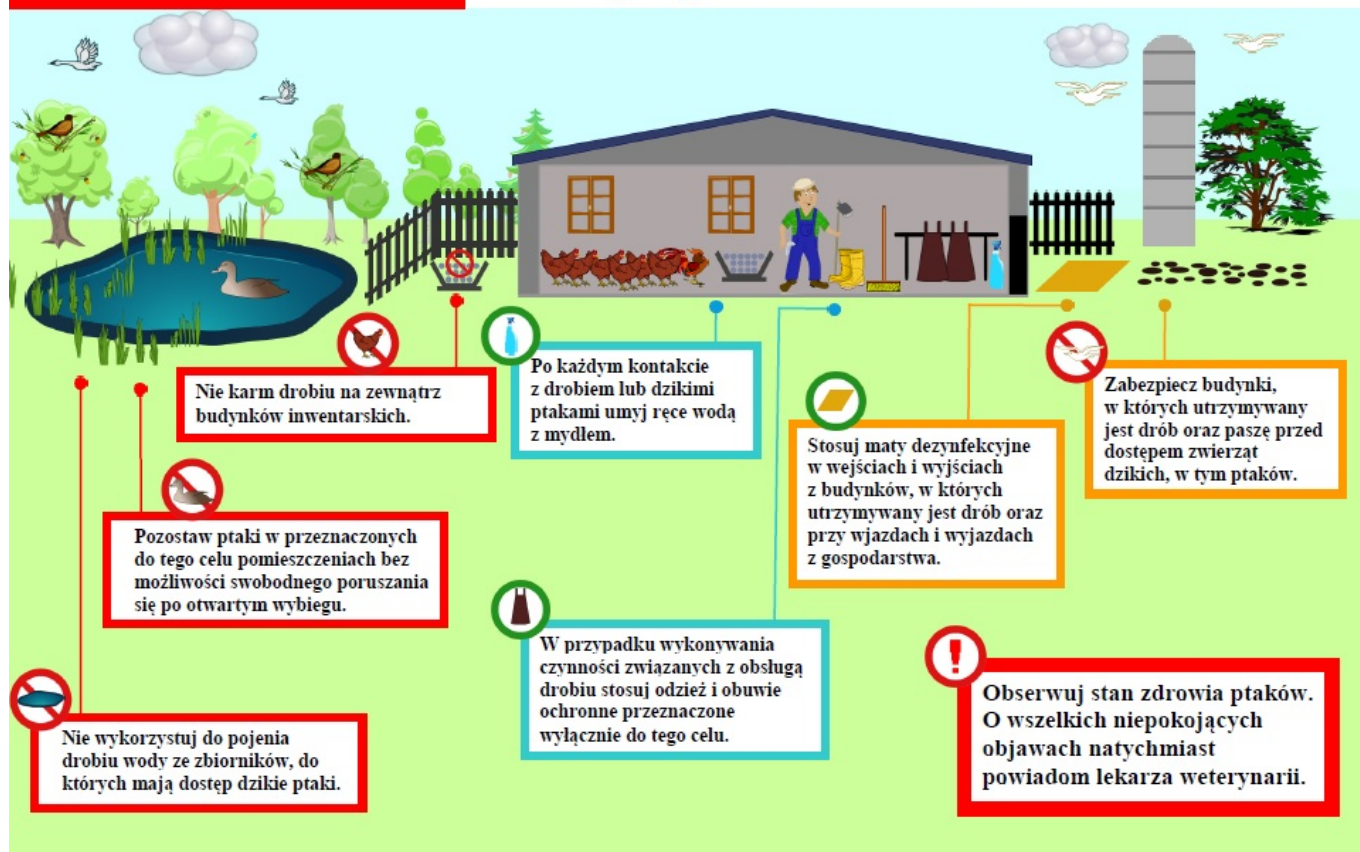 Nie karm drobiu na zewnątrz
budynków inwentarskich.
Po każdym kontakcie
z drobiem lub dzikimi
ptakami umyj ręce wodą
z mydłem.
Stosuj maty dezynfekcyjne
w wejściach i wyjściach
z budynków, w których
utrzymywany jest drób oraz
przy wjazdach i wyjazdach
z gospodarstwa.
Zabezpiecz budynki,
w których utrzymywany
jest drób oraz paszę przed
dostępem zwierząt
dzikich, w tym ptaków.
Pozostaw ptaki w przeznaczonych
do tego celu pomieszczeniach bez
możliwości swobodnego poruszania
się po otwartym wybiegu.
W przypadku wykonywania
czynności związanych z obsługą
drobiu stosuj odzież i obuwie
ochronne przeznaczone
wyłącznie do tego celu.
Nie wykorzystuj do pojenia
drobiu wody ze zbiorników, do
których mają dostęp dzikie ptaki.
Obserwuj stan zdrowia ptaków.
O wszelkich niepokojących
objawach natychmiast
powiadom lekarza weterynarii.